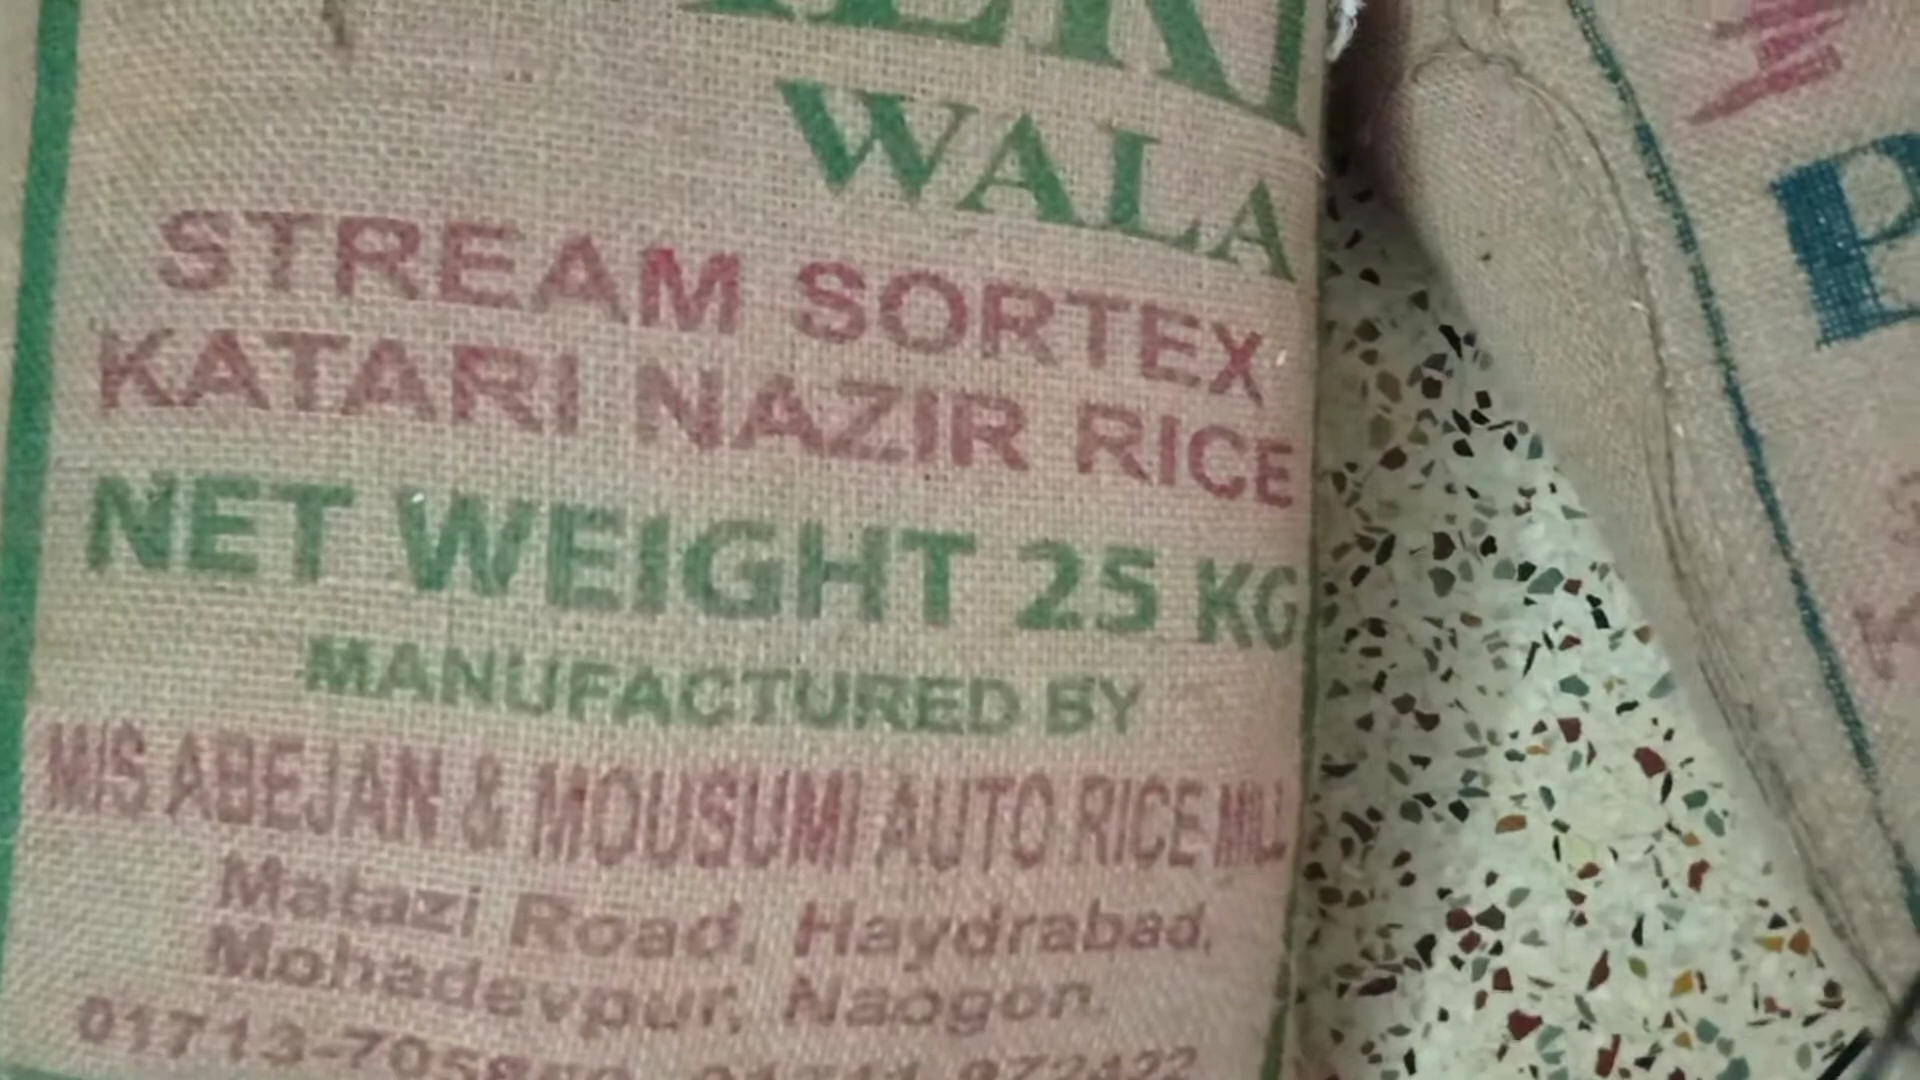 WALA
STREAM SORTEX
KATARI NAZIR RICE
NET WEIGHT 25 KG
MANUFACTURED BY
M/S ABEJAN & MOUSUMI AUTO RICE MILL
Matazi Road, Haydrabad,
Mohadevpur, Naogon.
P